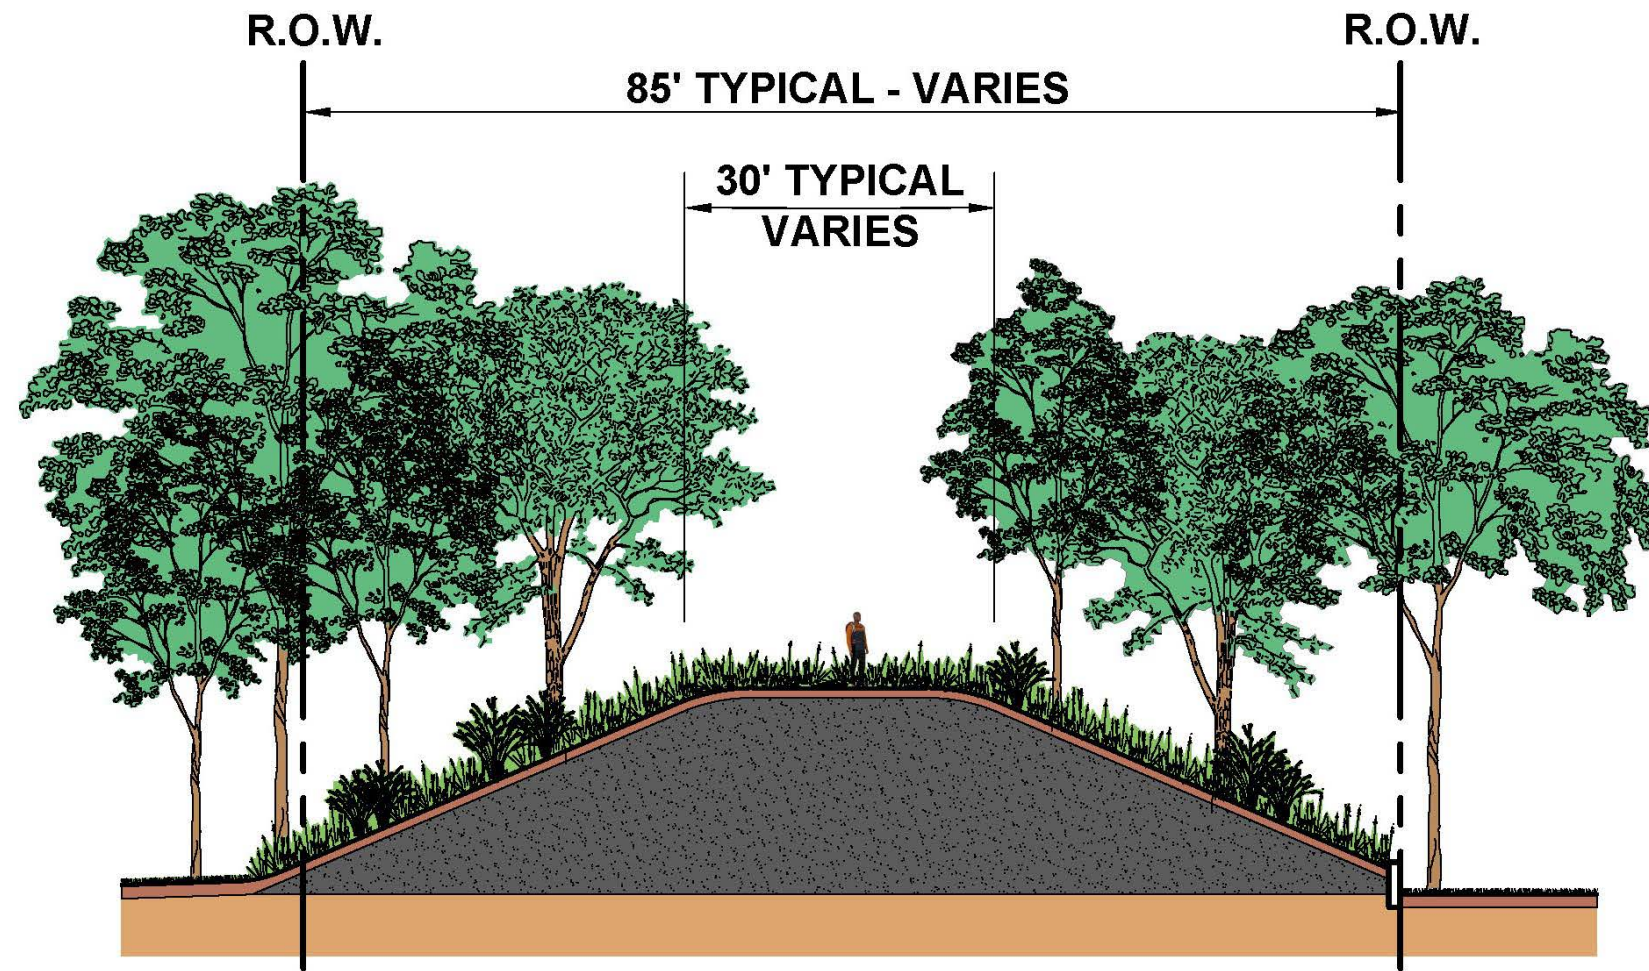 R.O.W.
R.O.W.
85' TYPICAL - VARIES
30' TYPICAL
VARIES